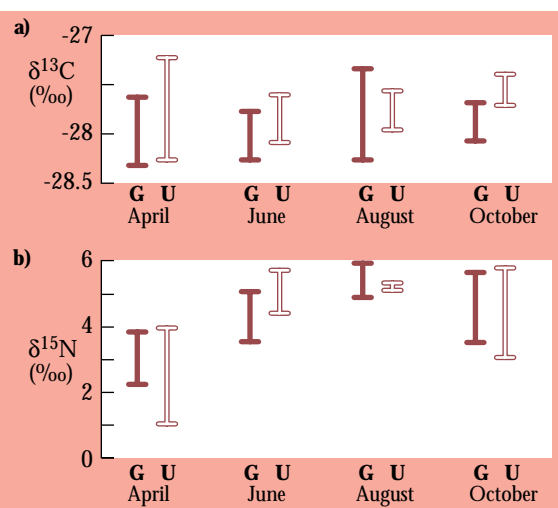 a)
-27
δ13C
(‰)
-28
-28.5
G U G U G U G U
April June August October
b)
6
4
δ15N
(‰)
2
0
G U G U G U G U
April June August October